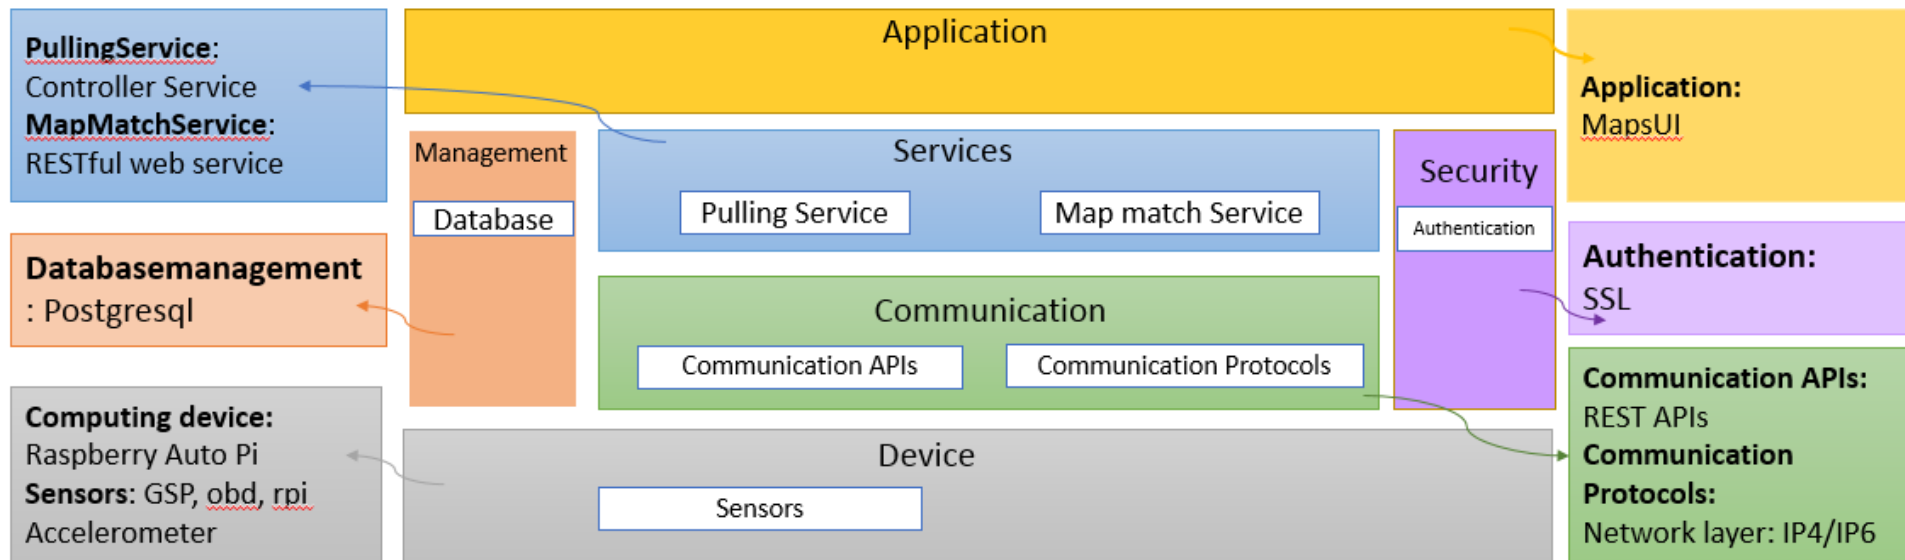 PullingService:
Controller Service
MapMatchService:
RESTful web service
Databasemanagement
: Postgresql
Computing device:
Raspberry Auto Pi
Sensors: GSP, obd, rpi
Accelerometer
Application
Management
Database
Services
Pulling Service
Map match Service
Security
Authentication
Communication
Communication APIs
Communication Protocols
Device
Sensors
Application:
MapsUI
Authentication:
SSL
Communication APIs:
REST APIs
Communication
Protocols:
Network layer: IP4/IP6